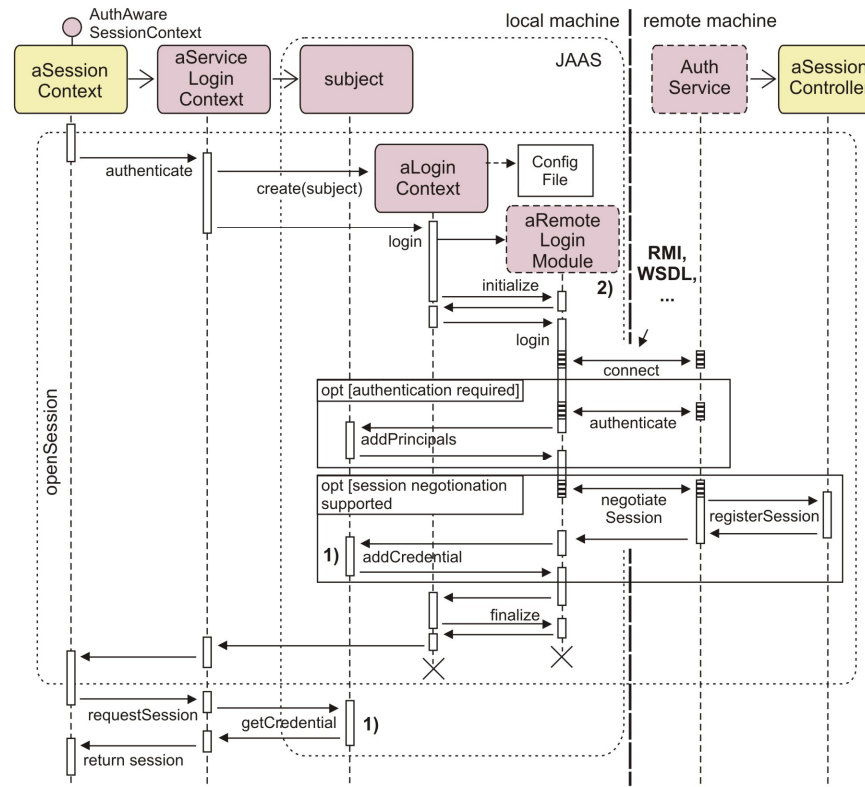 AuthAware
SessionContext
local machine
remote machine
aSession
Context
aService
Login
Context
subject
JAAS
Auth
Service
aSession
Controlle
authenticate
create(subject)
aLogin
Context
Config
File
login
aRemote
Login
Module
RMI,
WSDL,
...
initialize
2)
login
connect
opt [authentication required]
authenticate
addPrincipals
openSession
opt [session negotionation
supported
negotiate
Session
registerSession
1)
addCredential
finalize
requestSession
getCredential
1)
return session